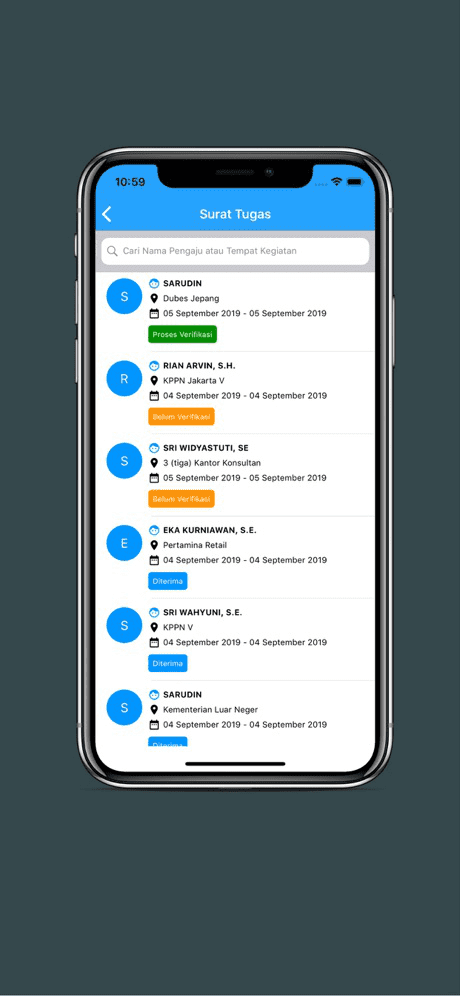 10:59
Surat Tugas
Cari Nama Pengaju atau Tempat Kegiatan
S
SARUDIN
Dubes Jepang
05 September 2019 - 05 September 2019
Proses Verifikasi
R
RIAN ARVIN, S.H.
KPPN Jakarta V
04 September 2019 - 04 September 2019
Belum Verifikasi
S
SRI WIDYASTUTI, SE
3 (tiga) Kantor Konsultan
05 September 2019 - 05 September 2019
Belum Verifikasi
E
EKA KURNIAWAN, S.E.
Pertamina Retail
04 September 2019 - 04 September 2019
Diterima
S
SRI WAHYUNI, S.E.
KPPN V
04 September 2019 - 04 September 2019
Diterima
S
SARUDIN
Kementerian Luar Neger
04 September 2019 - 04 September 2019
Diterima